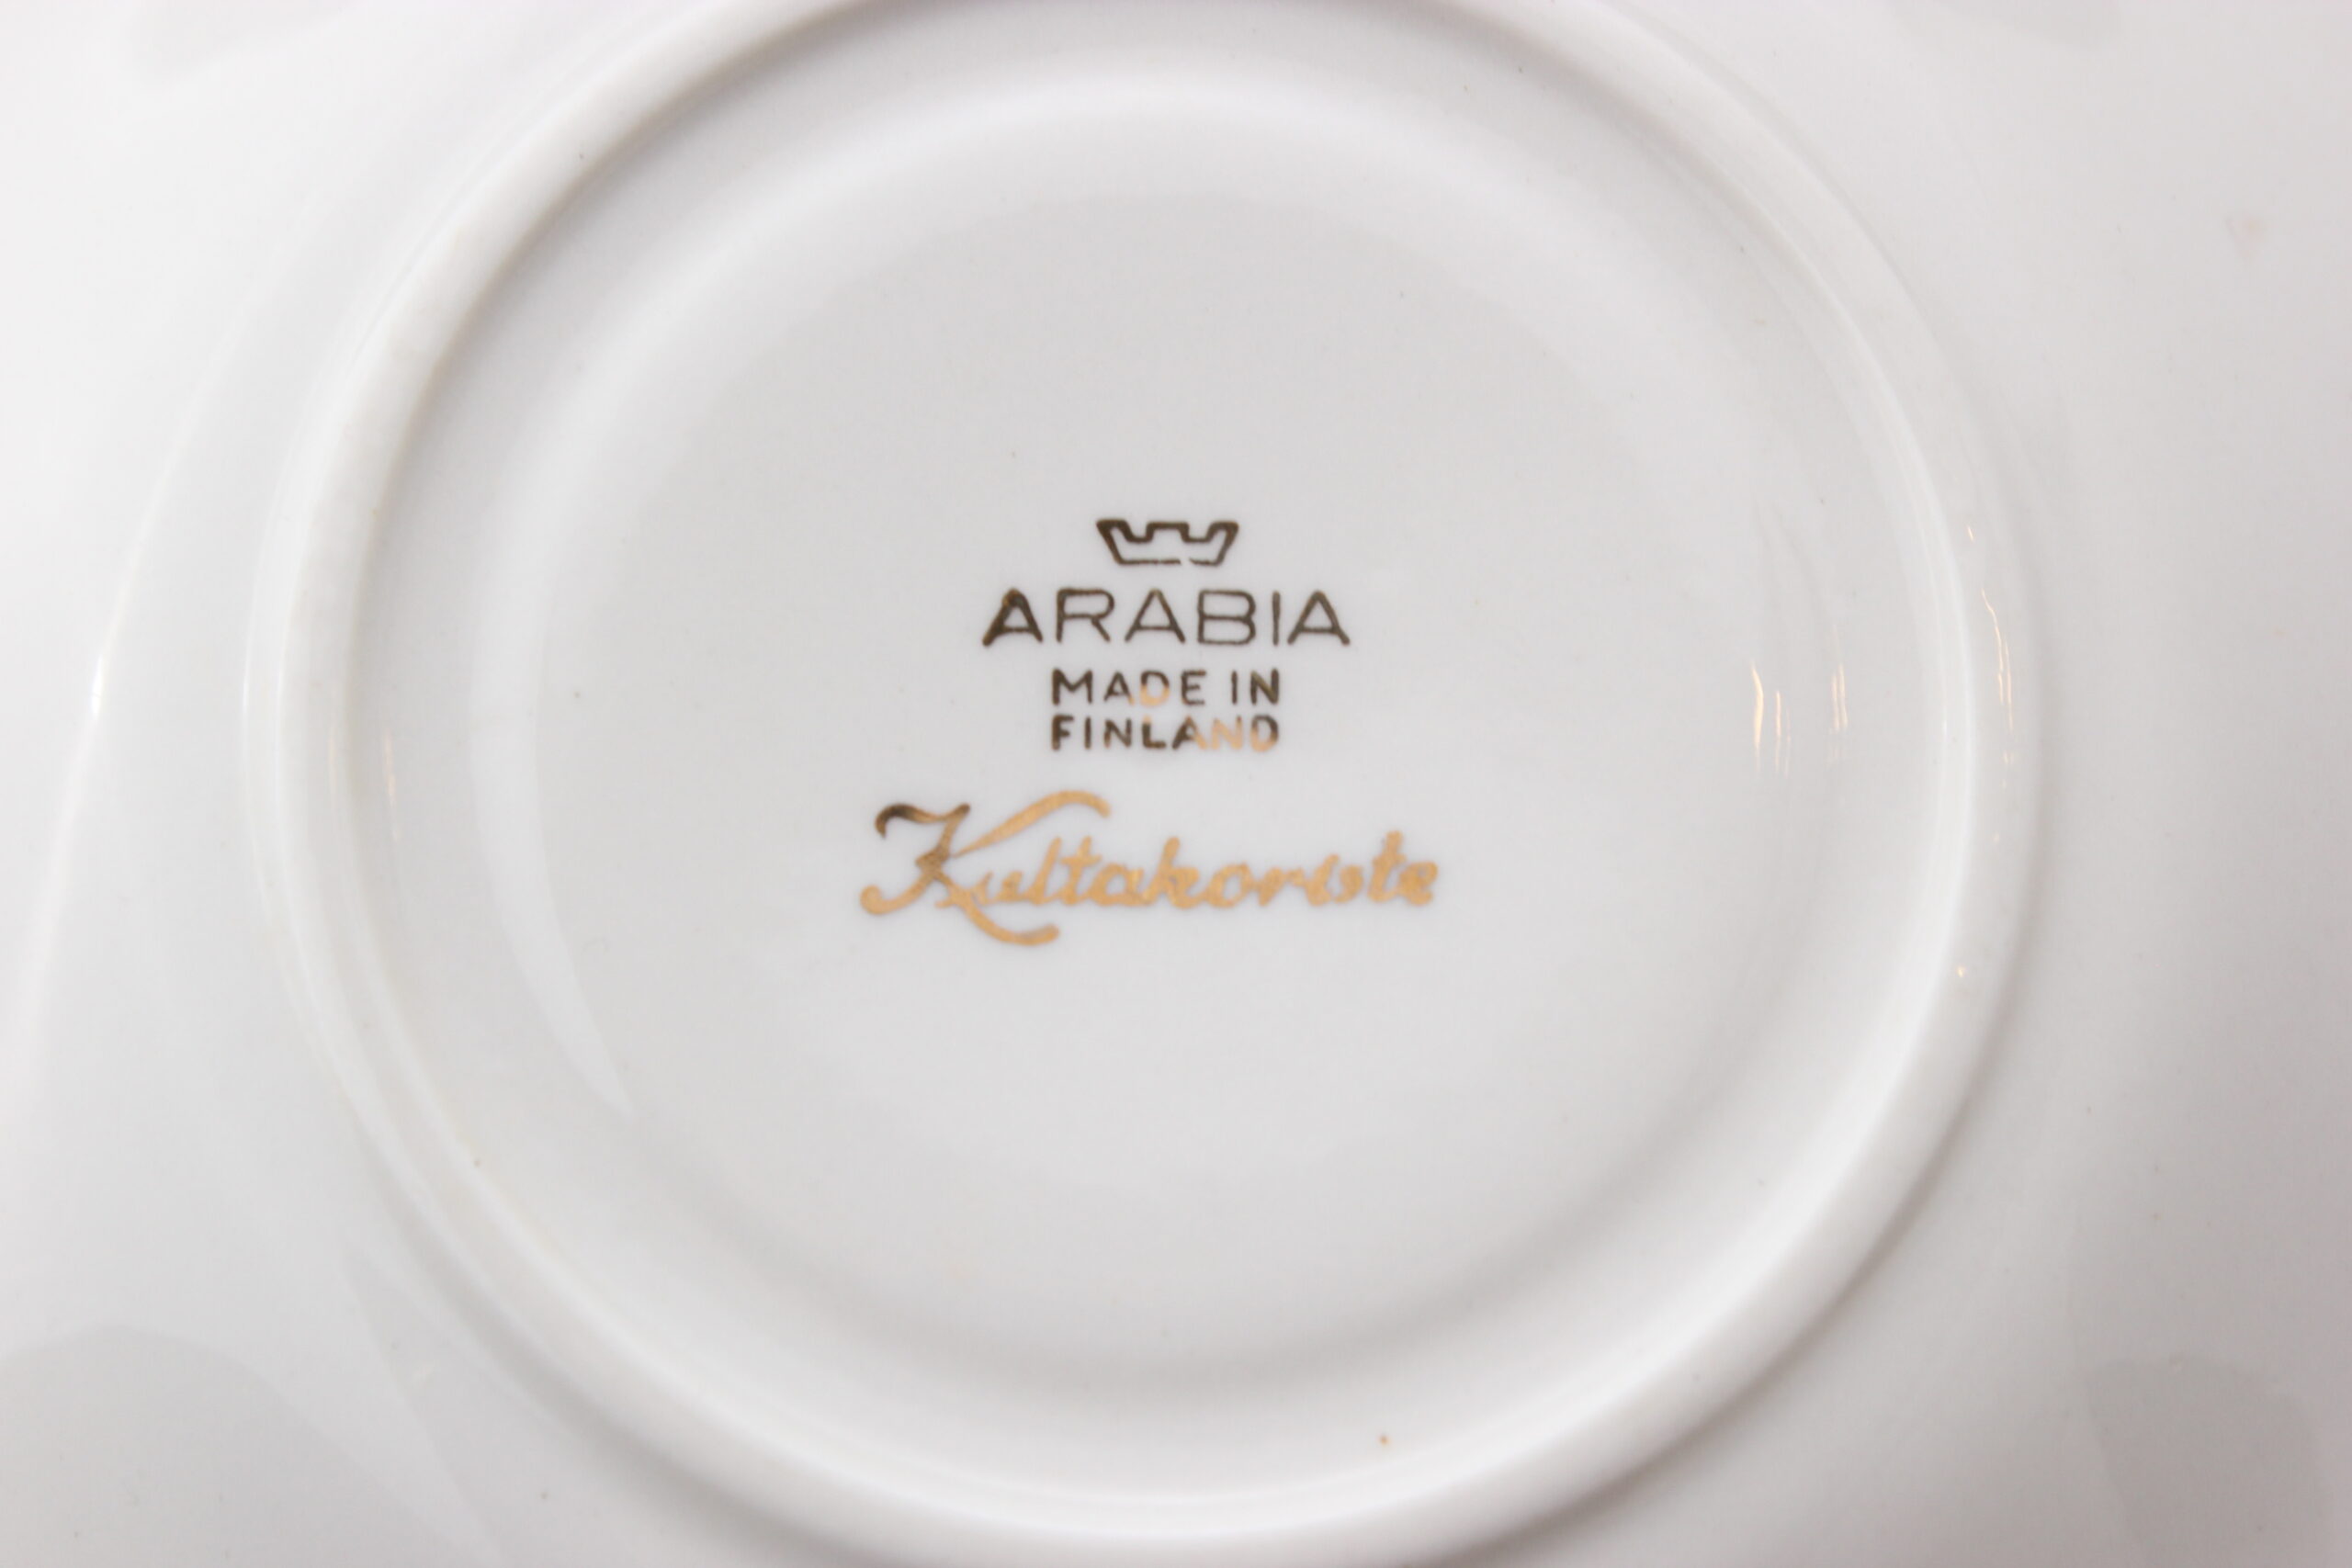 ARABIA
MADE IN
FINLAND
Kultakoriste